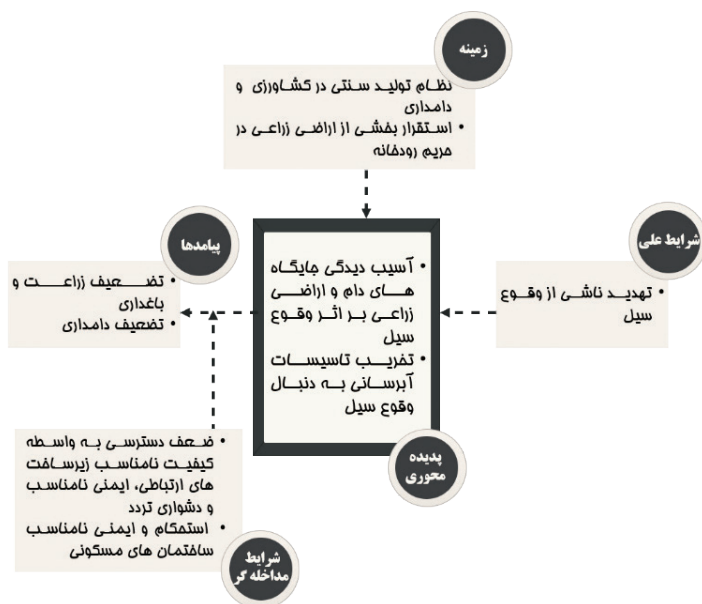 زمینه
نظام تولید سنتی در کشاورزی و
دامداری
• استقرار بخشی از اراضی زراعی در
حریم رودخانه
شرایط علی
• تهدید ناشی از وقوع
سیل
• آسیب دیدگی جایگاه
های دام و اراضی
زراعی بر اثر وقوع
سیل
• تخریب تاسیسات
آبرسانی به دنبال
وقوع سیل
پدیده
محوری
پیامدها
• تضعیف زراعت و
باغداری
• تضعیف دامداری
• ضعف دسترسی به واسطه
کیفیت نامناسب زیرساخت
های ارتباطی، ایمنی نامناسب
و دشواری تردد
• استحکام و ایمنی نامناسب
ساختمان های مسکونی
شرایط
مداخله گر